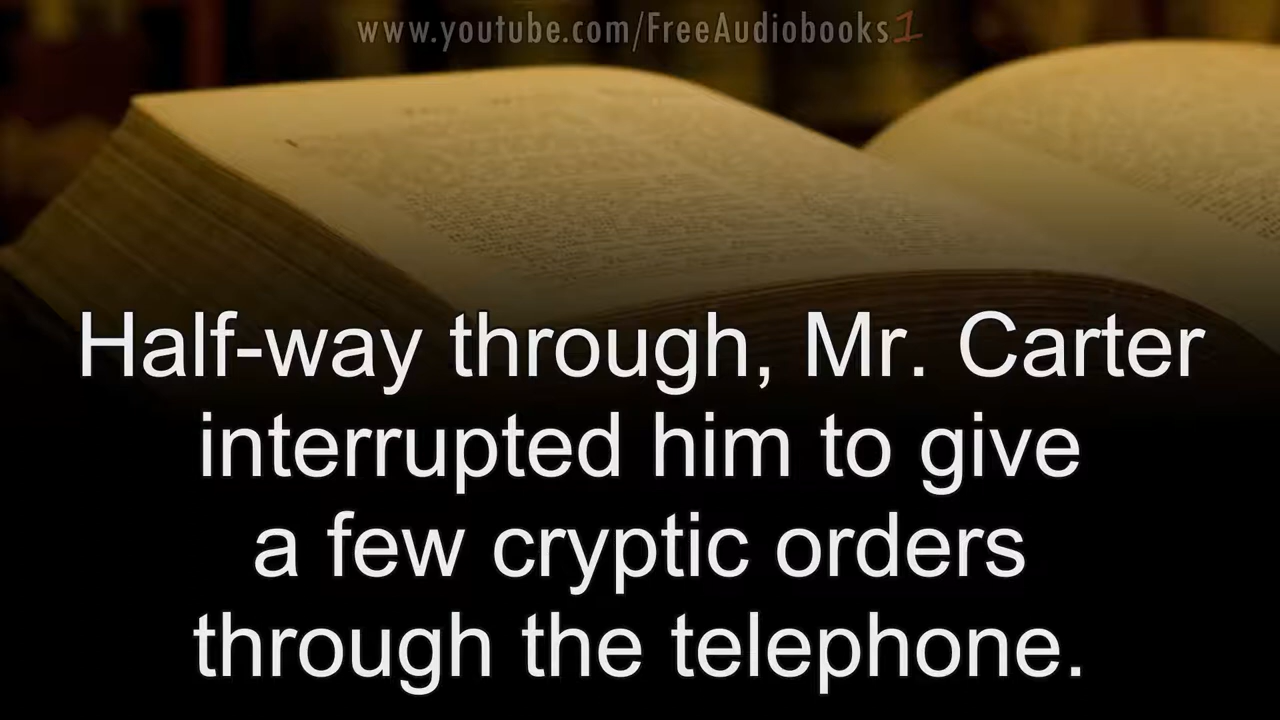 www.youtube.com/FreeAudiobooks1
Half-way through, Mr. Carter
interrupted him to give
a few cryptic orders
through the telephone.